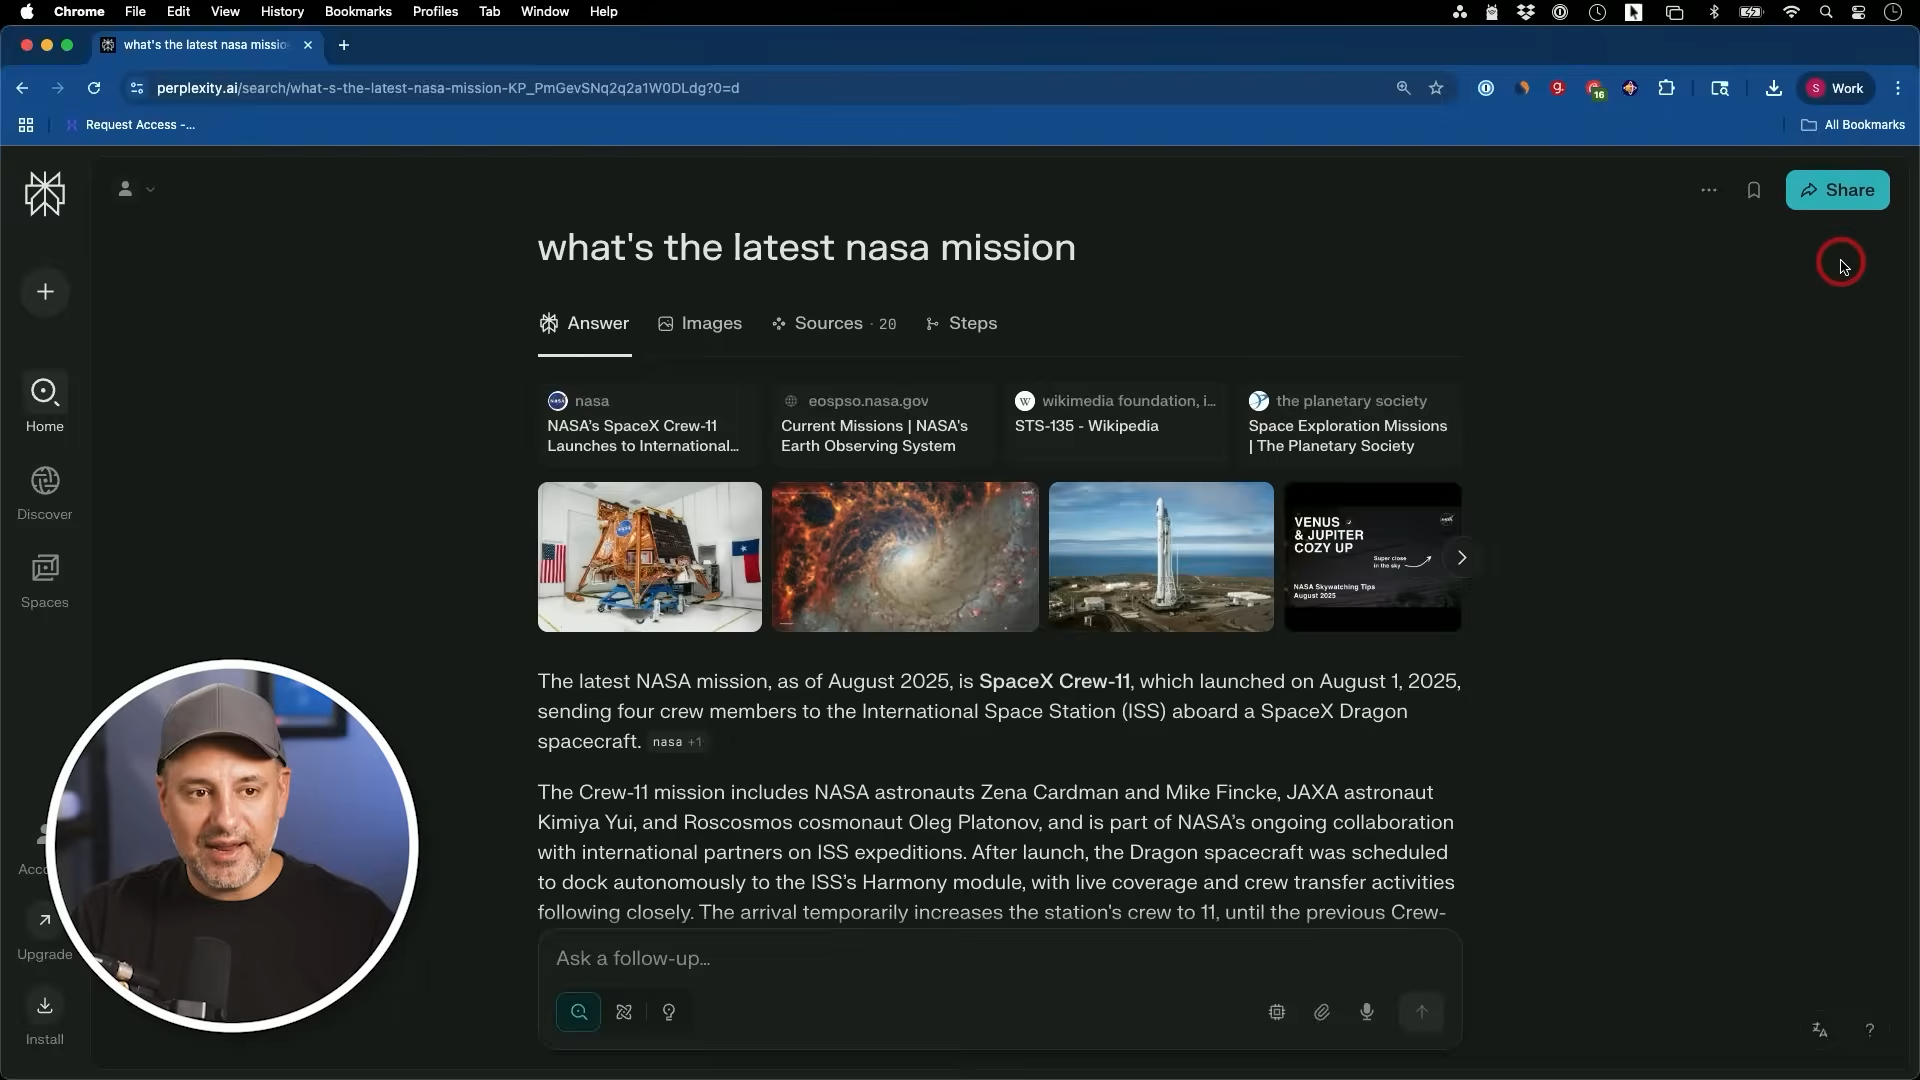 Chrome File Edit View History Bookmarks Profiles Tab Window Help
what's the latest nasa missio
perplexity.ai/search/what-s-the-latest-nasa-mission-KP_PmGevSNq2q2a1W0DLdg?0=d
16
S Work
Request Access -...
All Bookmarks
Share
what's the latest nasa mission
Answer Images Sources · 20 Steps
nasa
NASA's SpaceX Crew-11
Launches to International...
eospso.nasa.gov
Current Missions | NASA's
Earth Observing System
wikimedia foundation, i...
STS-135 - Wikipedia
the planetary society
Space Exploration Missions
| The Planetary Society
VENUS
& JUPITER
COZY UP
Super close
in the sky
NASA Skywatching Tips
August 2025
The latest NASA mission, as of August 2025, is SpaceX Crew-11, which launched on August 1, 2025,
sending four crew members to the International Space Station (ISS) aboard a SpaceX Dragon
spacecraft. nasa +1
The Crew-11 mission includes NASA astronauts Zena Cardman and Mike Fincke, JAXA astronaut
Kimiya Yui, and Roscosmos cosmonaut Oleg Platonov, and is part of NASA's ongoing collaboration
with international partners on ISS expeditions. After launch, the Dragon spacecraft was scheduled
to dock autonomously to the ISS's Harmony module, with live coverage and crew transfer activities
following closely. The arrival temporarily increases the station's crew to 11, until the previous Crew-
Ask a follow-up...
Home
Discover
Spaces
Acco
Upgrade
Install